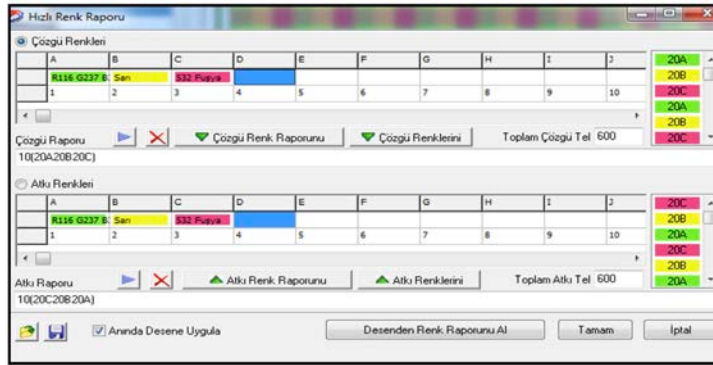 Hızlı Renk Raporu
Çözgü Renkleri
A B C D E F G H I J
R116 G237 B: Sarı 532 Fuşya
1 2 3 4 5 6 7 8 9 10
20A
20B
20C
20A
20B
20C
Çözgü Raporu Çözgü Renk Raporunu Çözgü Renklerini Toplam Çözgü Tel 600
10(20A20B20C)
Atkı Renkleri
A B C D E F G H I J
R116 G237 B: Sarı 532 Fuşya
1 2 3 4 5 6 7 8 9 10
20C
20B
20A
20C
20B
20A
Atkı Raporu Atkı Renk Raporunu Atkı Renklerini Toplam Atkı Tel 600
10(20C20B20A)
Anında Desene Uygula Desenden Renk Raporunu Al Tamam İptal